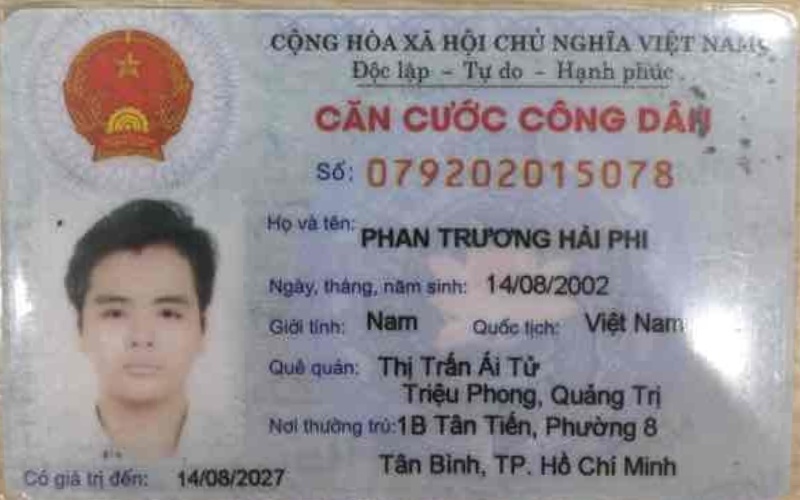 CỘNG HÒA XÃ HỘI CHỦ NGHĨA VIỆT NAM
Độc lập - Tự do - Hạnh phúc
CĂN CƯỚC CÔNG DÂN
Số: 079202015078
Họ và tên: PHAN TRƯƠNG HẢI PHI
Ngày, tháng, năm sinh: 14/08/2002
Giới tính: Nam Quốc tịch: Việt Nam
Quê quán: Thị Trấn Ái Tử
Triệu Phong, Quảng Trị
Nơi thường trú: 1B Tân Tiến, Phường 8
Tân Bình, TP. Hồ Chí Minh
Có giá trị đến: 14/08/2027